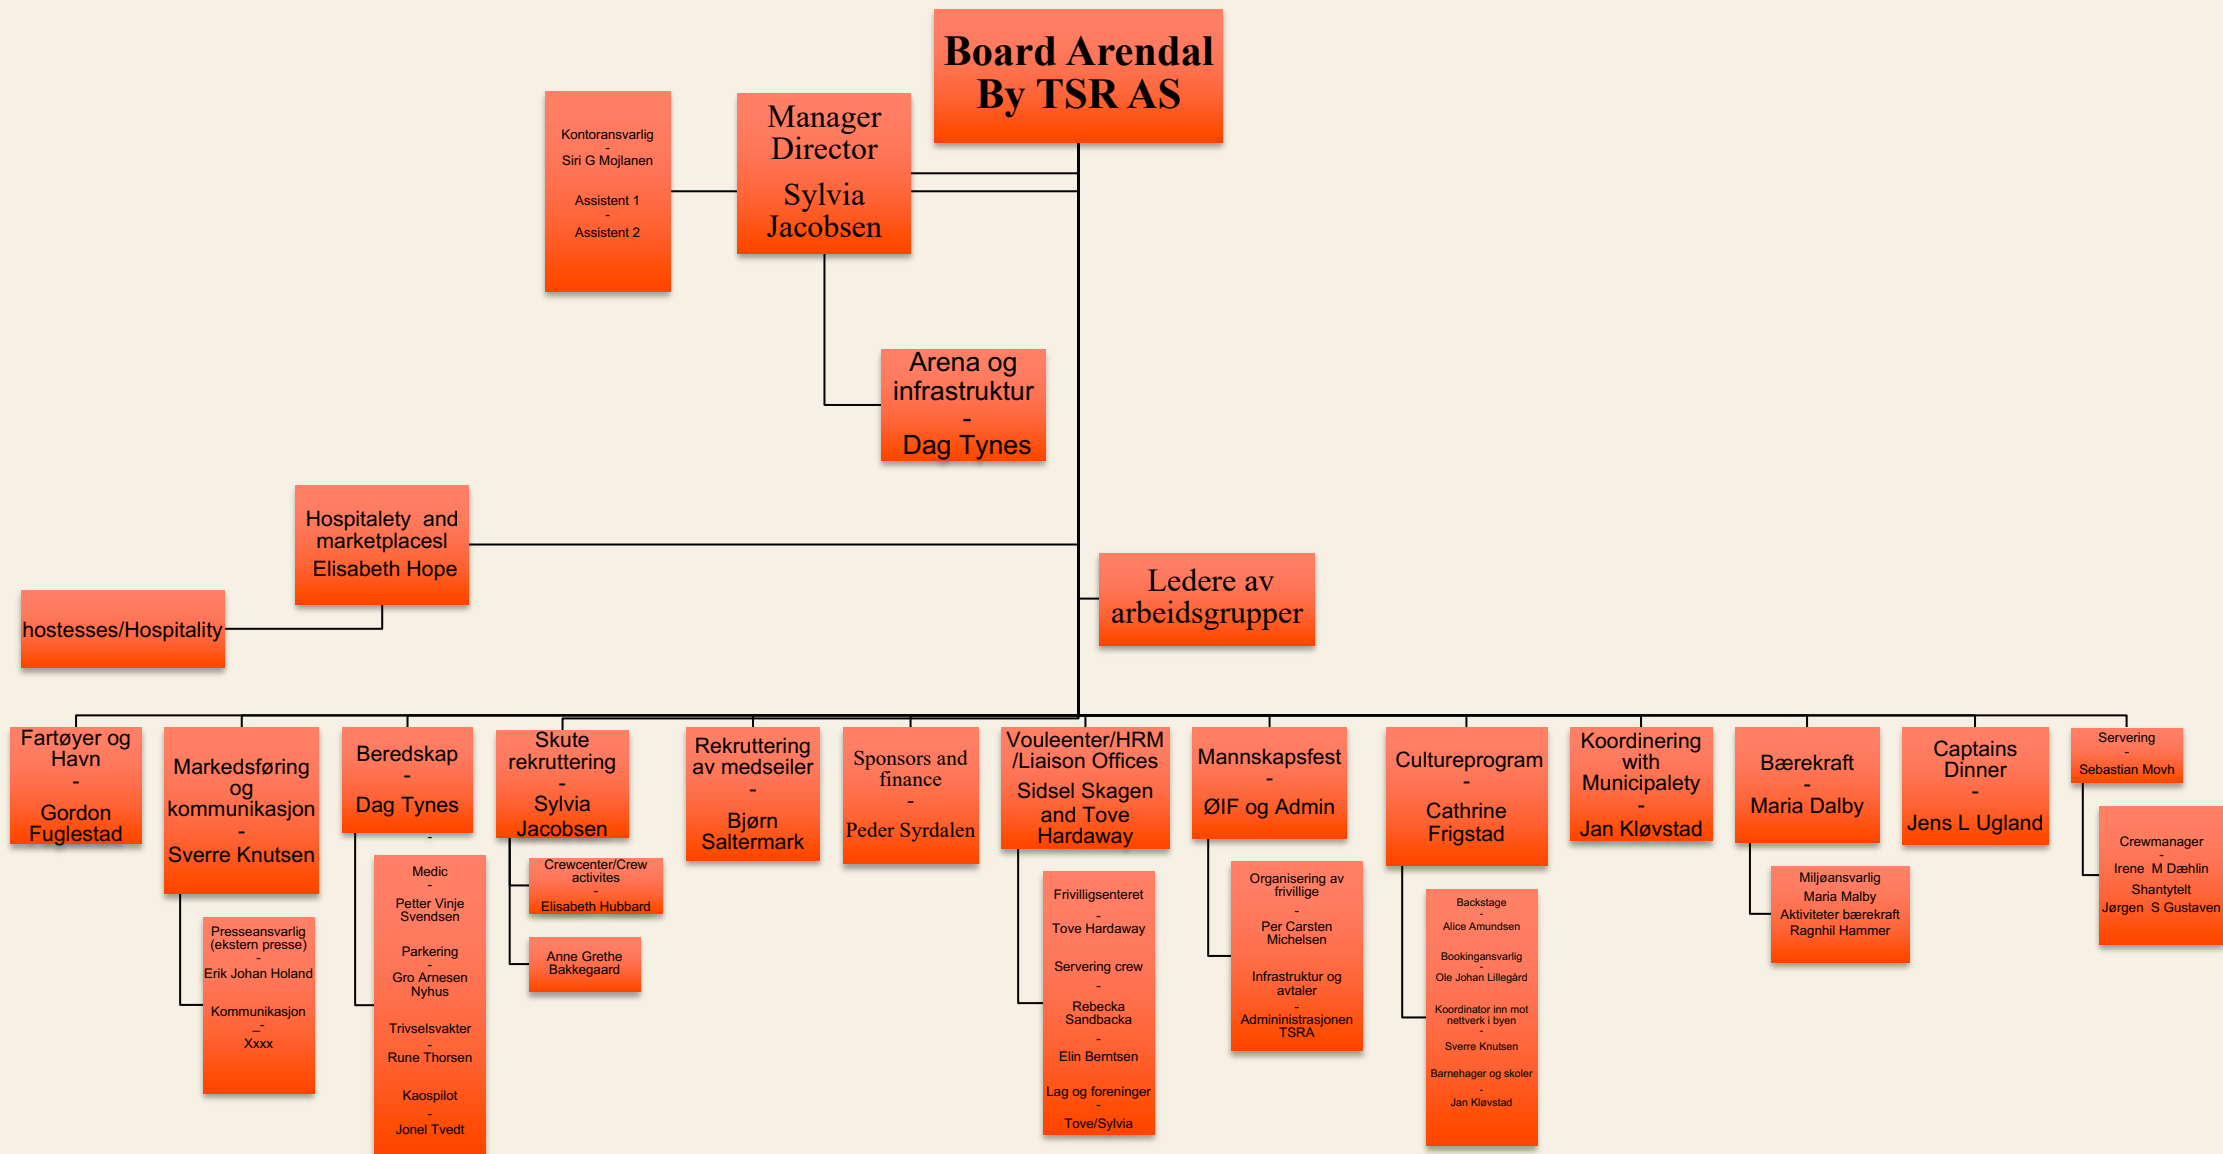 Board Arendal
By TSR AS
Manager
Director
Sylvia
Jacobsen
Kontoransvarlig
-
Siri G Mojlanen
Assistent 1
-
Assistent 2
Arena og
infrastruktur
-
Dag Tynes
Hospitalety and
marketplacesl
Elisabeth Hope
hostesses/Hospitality
Ledere av
arbeidsgrupper
Fartøyer og
Havn
-
Gordon
Fuglestad
Markedsføring
og
kommunikasjon
-
Sverre Knutsen
Presseansvarlig
(ekstern presse)
-
Erik Johan Holand
Kommunikasjon
_-
Xxxx
Beredskap
-
Dag Tynes
-
Medic
-
Petter Vinje
Svendsen
Parkering
-
Gro Arnesen
Nyhus
Trivselsvakter
-
Rune Thorsen
Kaospilot
-
Jonel Tvedt
Skute
rekruttering
-
Sylvia
Jacobsen
Crewcenter/Crew
activites
-
Elisabeth Hubbard
Anne Grethe
Bakkegaard
Rekruttering
av medseiler
-
Bjørn
Saltermark
Sponsors and
finance
-
Peder Syrdalen
Vouleenter/HRM
/Liaison Offices
Sidsel Skagen
and Tove
Hardaway
Frivilligsenteret
-
Tove Hardaway
Servering crew
-
Rebecka
Sandbacka
-
Elin Berntsen
Lag og foreninger
-
Tove/Sylvia
Mannskapsfest
-
ØIF og Admin
Organisering av
frivillige
-
Per Carsten
Michelsen
Infrastruktur og
avtaler
-
Admininistrasjonen
TSRA
Cultureprogram
-
Cathrine
Frigstad
Backstage
-
Alice Amundsen
Bookingansvarlig
-
Ole Johan Lillegård
Koordinator inn mot
nettverk i byen
-
Sverre Knutsen
Barnehager og skoler
-
Jan Kløvstad
Koordinering
with
Municipalety
-
Jan Kløvstad
Bærekraft
-
Maria Dalby
Miljøansvarlig
Maria Malby
Aktiviteter bærekraft
Ragnhil Hammer
Captains
Dinner
-
Jens L Ugland
Servering
-
Sebastian Movh
Crewmanager
-
Irene M Dæhlin
Shantytelt
Jørgen S Gustaven